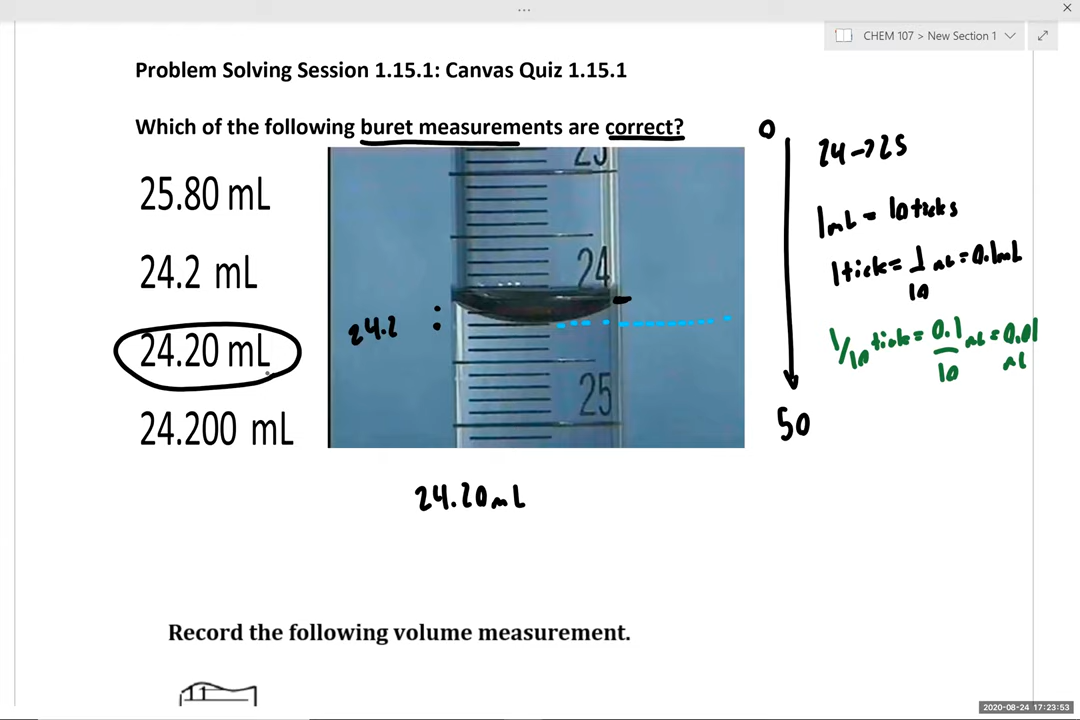 CHEM 107 > New Section 1
Problem Solving Session 1.15.1: Canvas Quiz 1.15.1
Which of the following buret measurements are correct?
25.80 mL
24.2 mL
24.20 mL
24.200 mL
23
24
25
24.2
24.20 mL
0
50
24→25
1mL = 10 ticks
1 tick = 1/10 mL = 0.1mL
1/10 tick = 0.1/10 mL = 0.01 mL
Record the following volume measurement.
11
2020-08-24 17:23:53